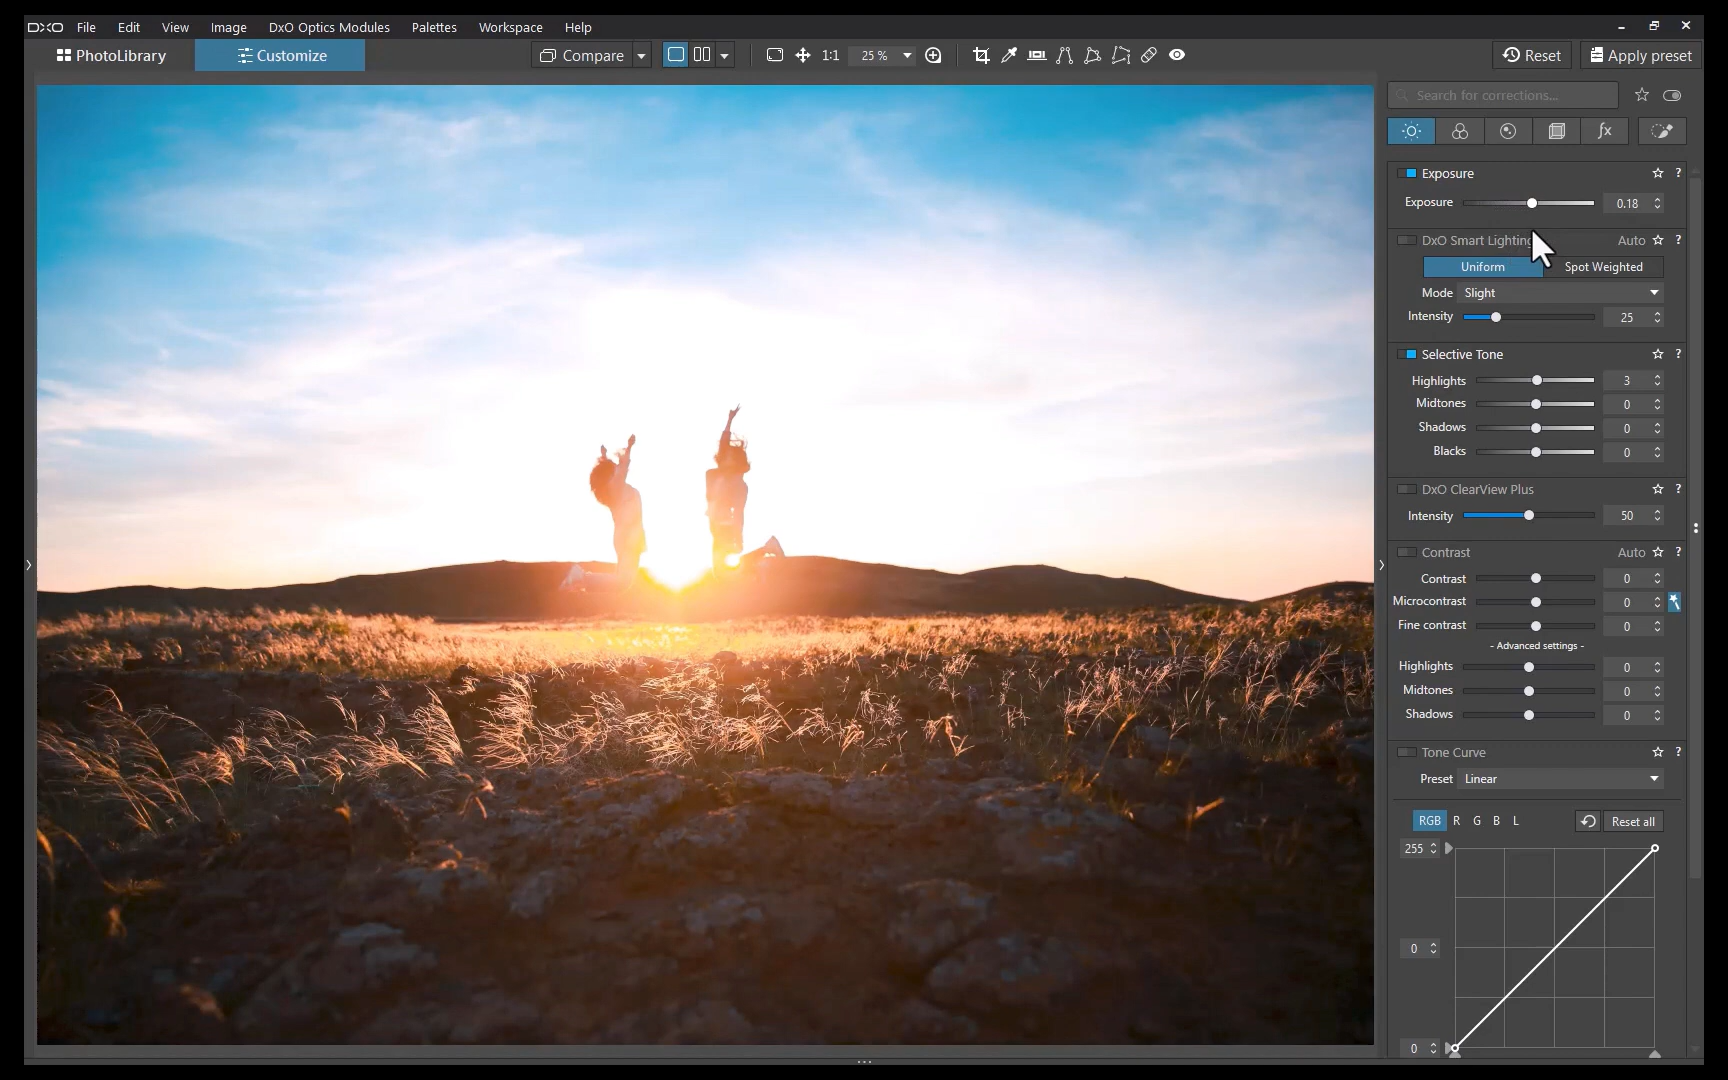 DXO File Edit View Image DxO Optics Modules Palettes Workspace Help
PhotoLibrary Customize Compare 1:1 25 % Reset Apply preset
Search for corrections...
fx
Exposure ?
Exposure 0.18
DxO Smart Lighting Auto ?
Uniform Spot Weighted
Mode Slight
Intensity 25
Selective Tone ?
Highlights 3
Midtones 0
Shadows 0
Blacks 0
DxO ClearView Plus ?
Intensity 50
Contrast Auto ?
Contrast 0
Microcontrast 0
Fine contrast 0
- Advanced settings -
Highlights 0
Midtones 0
Shadows 0
Tone Curve ?
Preset Linear
RGB R G B L Reset all
255
0
0